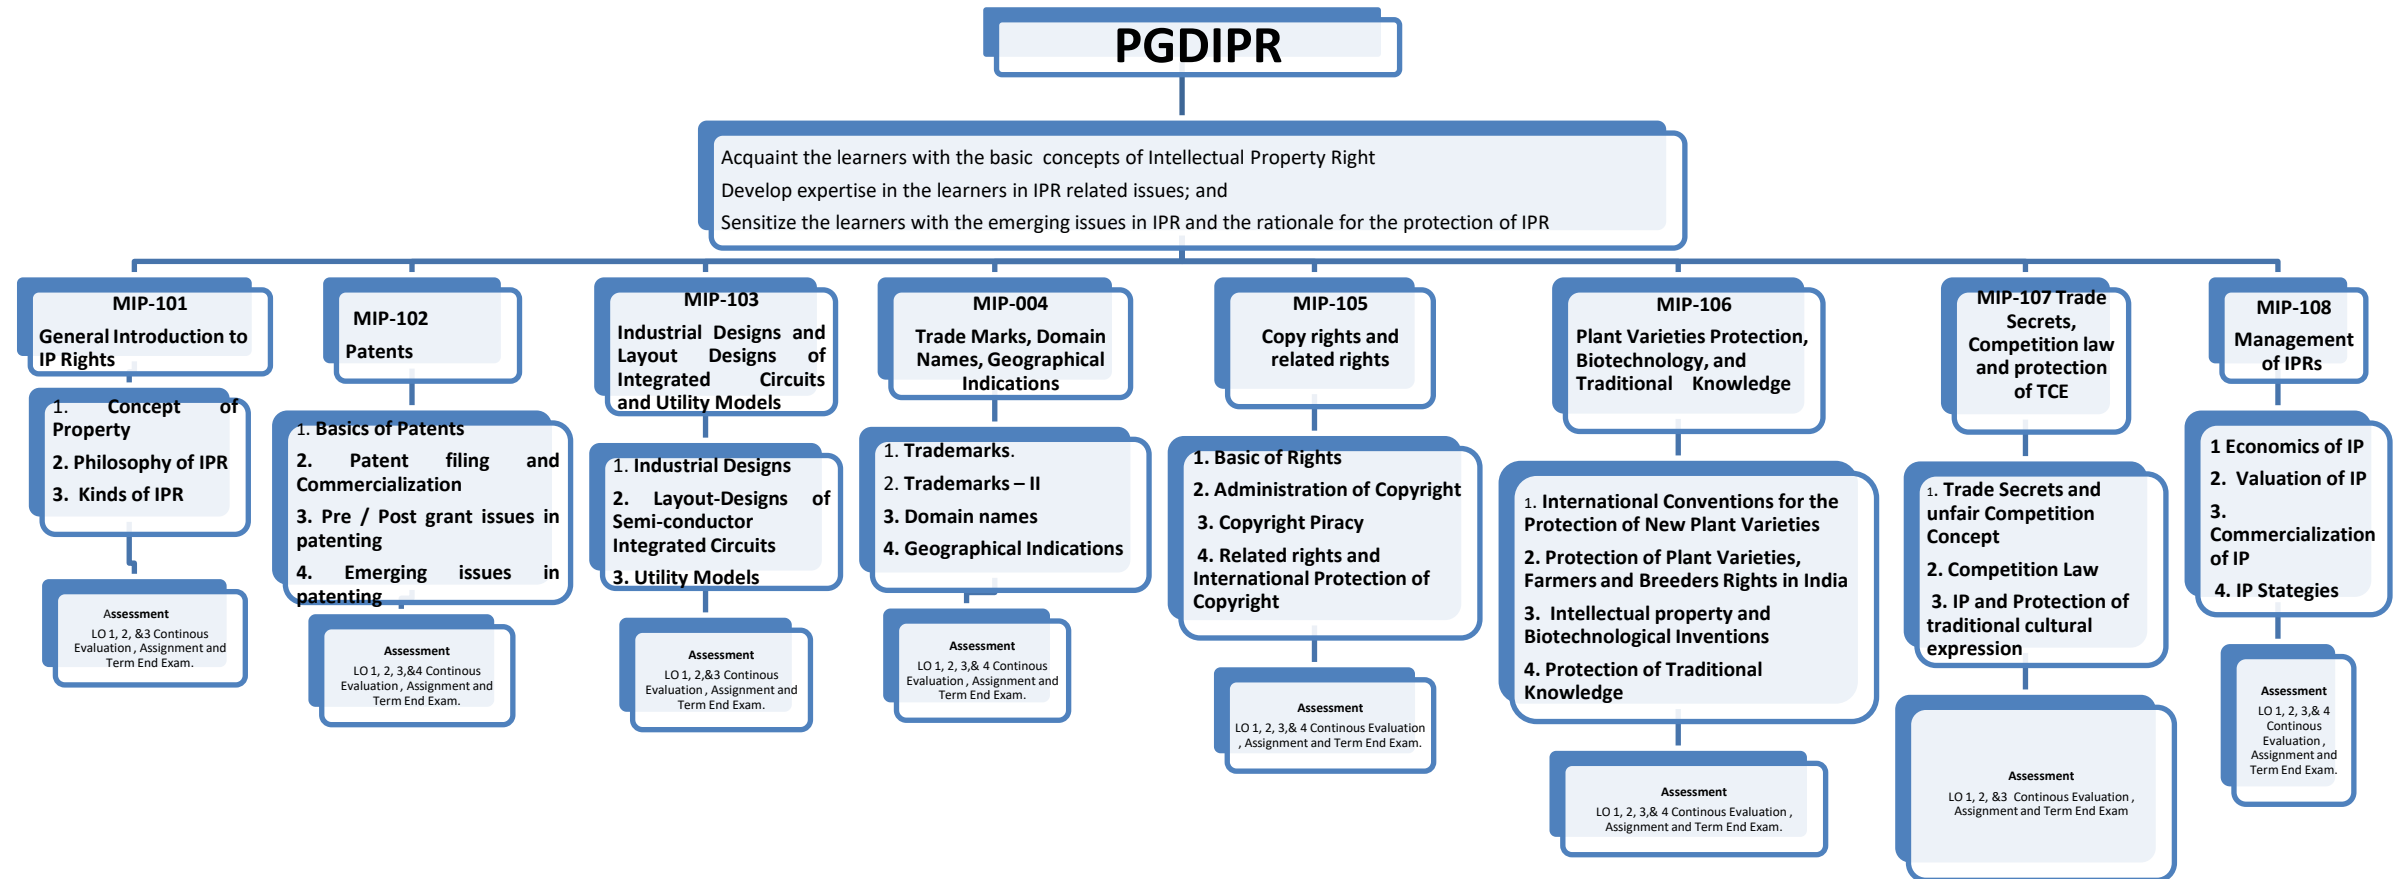 PGDIPR
Acquaint the learners with the basic concepts of Intellectual Property Right
Develop expertise in the learners in IPR related issues; and
Sensitize the learners with the emerging issues in IPR and the rationale for the protection of IPR
MIP-101
General Introduction to
IP Rights
1. Concept of
Property
2. Philosophy of IPR
3. Kinds of IPR
Assessment
LO 1, 2, &3 Continous
Evaluation , Assignment and
Term End Exam.
MIP-102
Patents
1. Basics of Patents
2. Patent filing and
Commercialization
3. Pre / Post grant issues in
patenting
4. Emerging issues in
patenting
Assessment
LO 1, 2, 3,&4 Continous
Evaluation , Assignment and
Term End Exam.
MIP-103
Industrial Designs and
Layout Designs of
Integrated Circuits
and Utility Models
1. Industrial Designs
2. Layout-Designs of
Semi-conductor
Integrated Circuits
3. Utility Models
Assessment
LO 1, 2,&3 Continous
Evaluation , Assignment and
Term End Exam.
MIP-004
Trade Marks, Domain
Names, Geographical
Indications
1. Trademarks.
2. Trademarks – II
3. Domain names
4. Geographical Indications
Assessment
LO 1, 2, 3,& 4 Continous
Evaluation , Assignment and
Term End Exam.
MIP-105
Copy rights and
related rights
1. Basic of Rights
2. Administration of Copyright
3. Copyright Piracy
4. Related rights and
International Protection of
Copyright
Assessment
LO 1, 2, 3,& 4 Continous Evaluation
, Assignment and Term End Exam.
MIP-106
Plant Varieties Protection,
Biotechnology, and
Traditional Knowledge
1. International Conventions for the
Protection of New Plant Varieties
2. Protection of Plant Varieties,
Farmers and Breeders Rights in India
3. Intellectual property and
Biotechnological Inventions
4. Protection of Traditional
Knowledge
Assessment
LO 1, 2, 3,& 4 Continous Evaluation ,
Assignment and Term End Exam.
MIP-107 Trade
Secrets,
Competition law
and protection
of TCE
1. Trade Secrets and
unfair Competition
Concept
2. Competition Law
3. IP and Protection of
traditional cultural
expression
Assessment
LO 1, 2, &3 Continous Evaluation ,
Assignment and Term End Exam
MIP-108
Management
of IPRs
1 Economics of IP
2. Valuation of IP
3.
Commercialization
of IP
4. IP Stategies
Assessment
LO 1, 2, 3,& 4
Continous
Evaluation ,
Assignment and
Term End Exam.